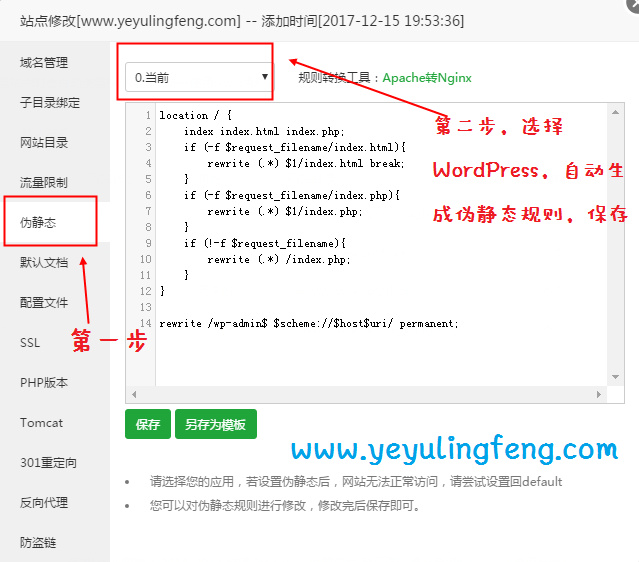 站点修改[www.yeyulingfeng.com] -- 添加时间[2017-12-15 19:53:36]
域名管理
子目录绑定
网站目录
流量限制
伪静态
默认文档
配置文件
SSL
PHP版本
Tomcat
301重定向
反向代理
防盗链
第一步
0.当前
规则转换工具：Apache转Nginx
第二步，选择
WordPress，自动生
成伪静态规则，保存
1 location / {
2 index index.html index.php;
3 if (-f $request_filename/index.html){
4 rewrite (.*) $1/index.html break;
5 }
6 if (-f $request_filename/index.php){
7 rewrite (.*) $1/index.php;
8 }
9 if (!-f $request_filename){
10 rewrite (.*) /index.php;
11 }
12 }
13
14 rewrite /wp-admin$ $scheme://$host$uri/ permanent;
保存 另存为模板
www.yeyulingfeng.com
请选择您的应用，若设置伪静态后，网站无法正常访问，请尝试设置回default
您可以对伪静态规则进行修改，修改完后保存即可。